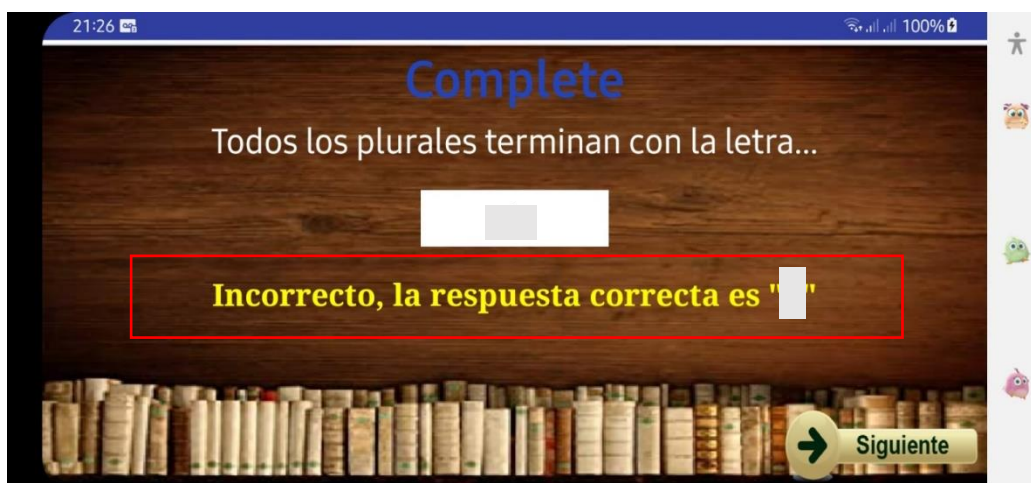 21:26 100%
Complete
Todos los plurales terminan con la letra...
Incorrecto, la respuesta correcta es " "
Siguiente